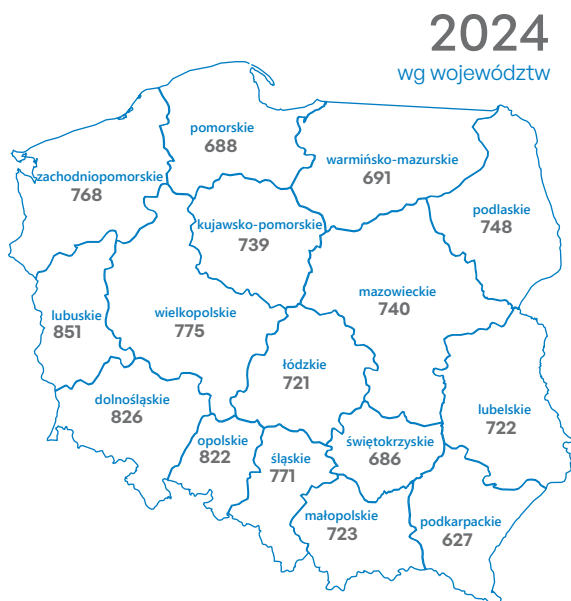 2024
wg województw
pomorskie
688
warmińsko-mazurskie
691
zachodniopomorskie
768
podlaskie
748
kujawsko-pomorskie
739
mazowieckie
740
lubuskie
851
wielkopolskie
775
łódzkie
721
dolnośląskie
826
lubelskie
722
opolskie
822
śląskie
771
świętokrzyskie
686
małopolskie
723
podkarpackie
627